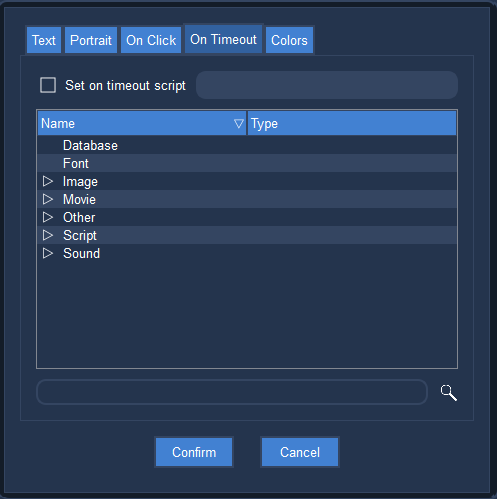 Text Portrait On Click On Timeout Colors
Set on timeout script
Name Type
Database
Font
Image
Movie
Other
Script
Sound
Confirm Cancel